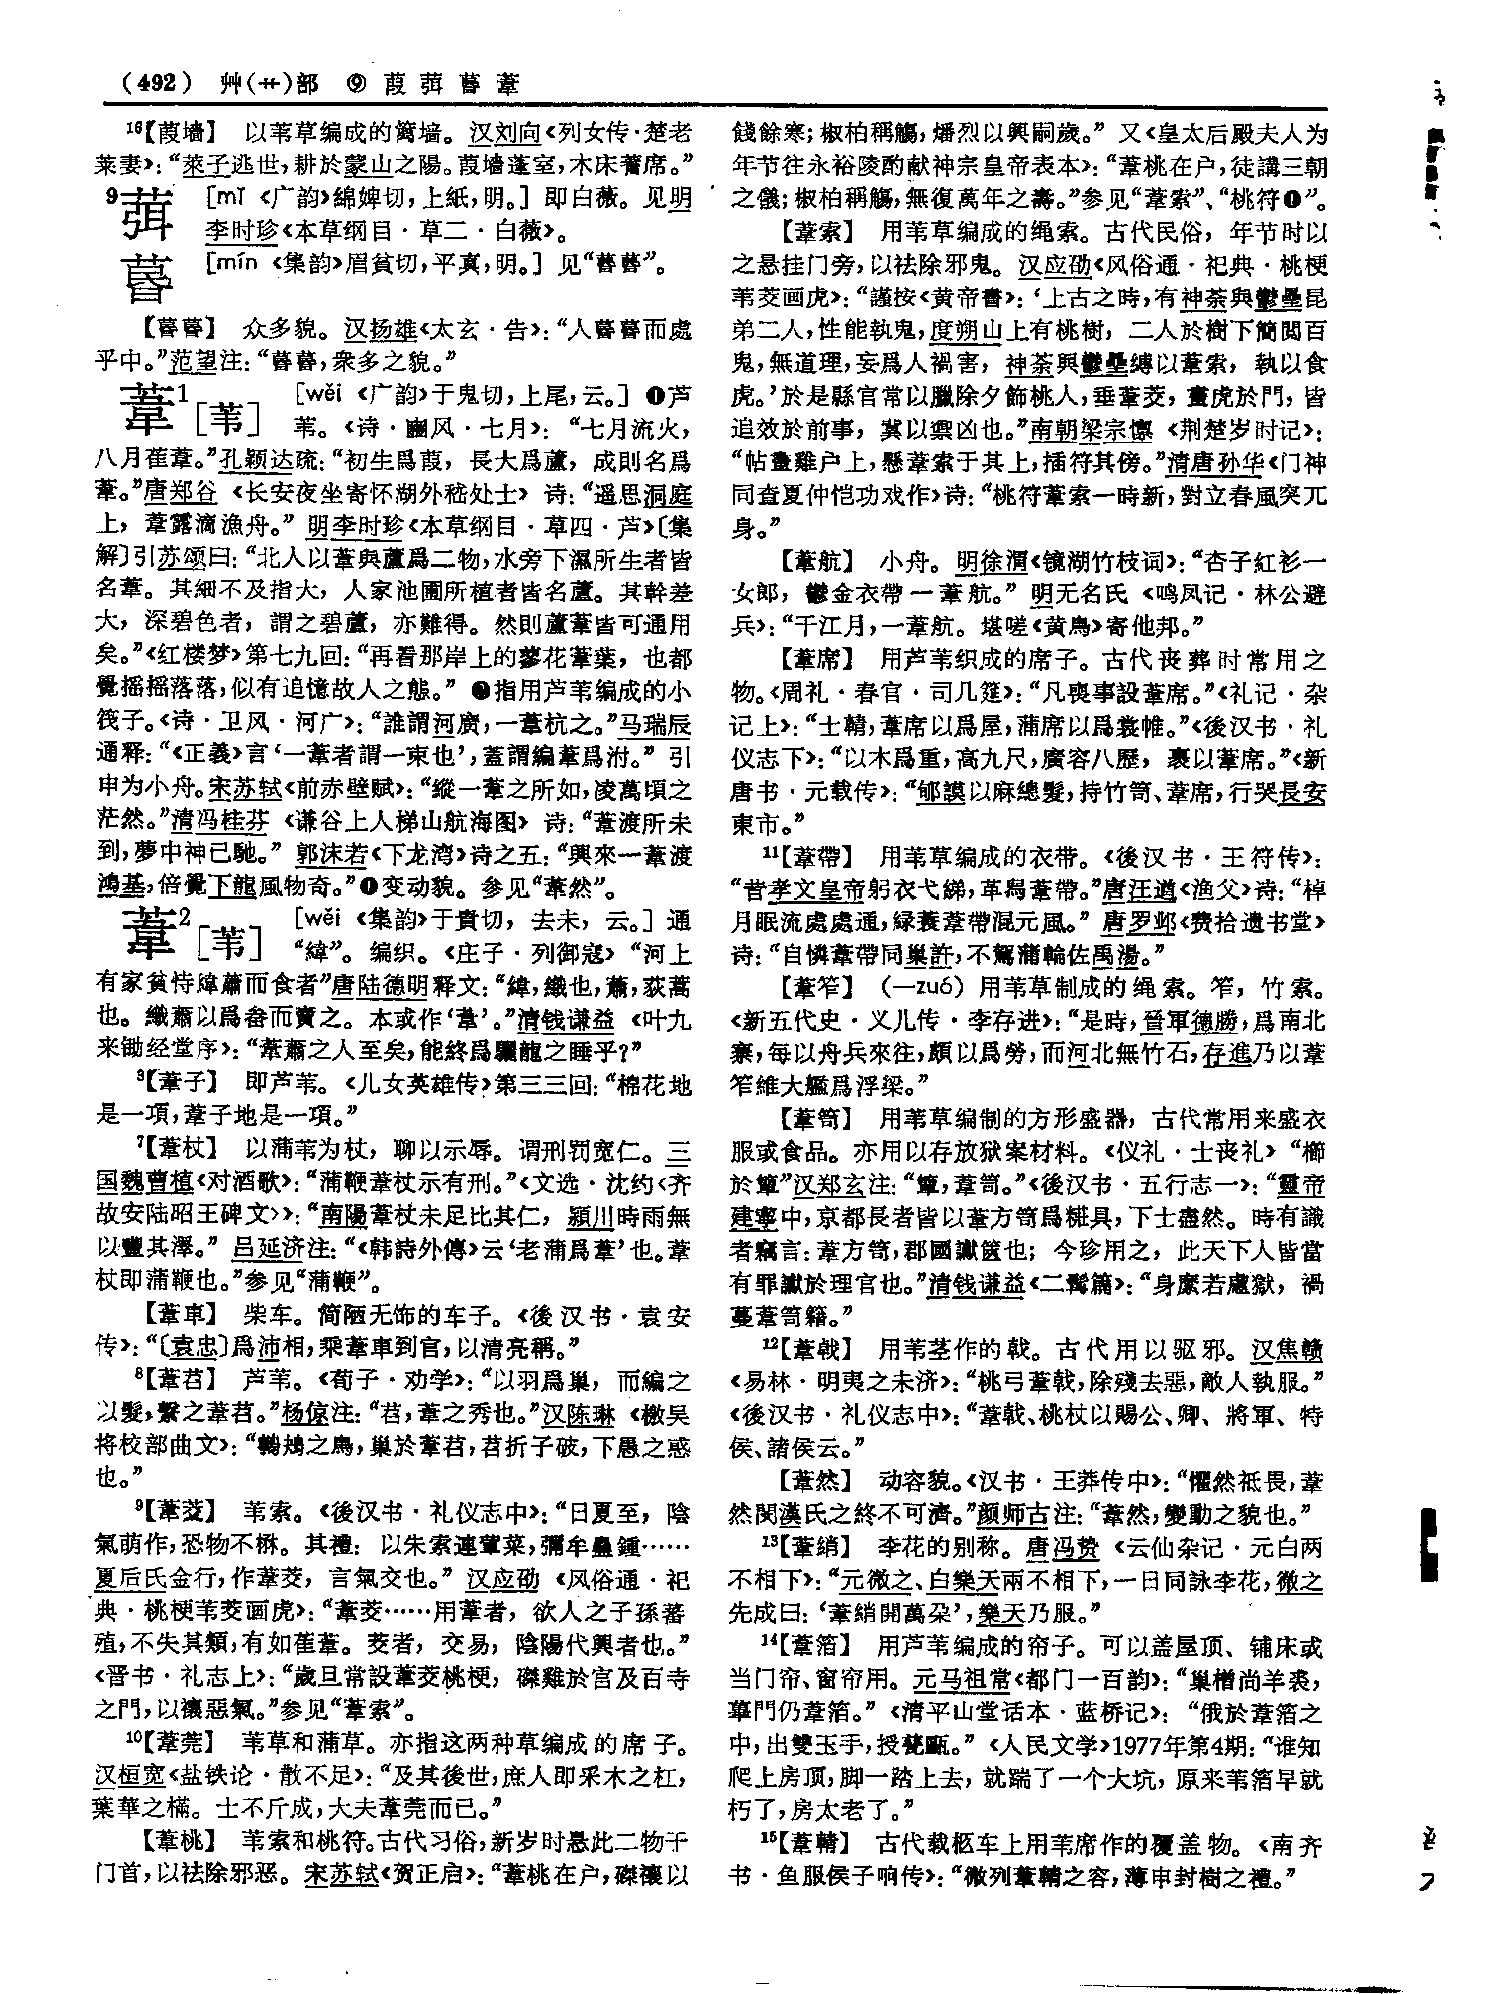 (492) 艸(艹)部 ⑨ 葭葞䓋葦
¹⁶【葭墙】 以苇草编成的篱墙。汉刘向《列女传·楚老
莱妻》：“萊子逃世，耕於蒙山之陽。葭墙蓬室，木床蓍席。”
⁹葞 [mǐ 《广韵》绵婢切，上紙，明。] 即白薇。见明
李时珍《本草纲目·草二·白薇》。
[mín 《集韵》眉貧切，平真，明。] 见“暮暮”。
众多貌。汉扬雄《太玄·告》：“人 而處
乎中。”范望注：“ ，衆多之貌。”
葦¹[苇] [wěi 《广韵》于鬼切，上尾，云。] ❶芦
苇。《诗·豳风·七月》：“七月流火，
八月萑葦。”孔颖达疏：“初生爲葭，長大爲蘆，成則名爲
葦。”唐郑谷《长安夜坐寄怀湖外嵇处士》诗：“遥思洞庭
上，葦露滴漁舟。”明李时珍《本草纲目·草四·芦》〔集
解〕引苏颂曰：“北人以葦與蘆爲二物，水旁下濕所生者皆
名葦。其細不及指大，人家池圃所植者皆名蘆。其幹差
大，深碧色者，謂之碧蘆，亦難得。然則蘆葦皆可通用
矣。”《红楼梦》第七九回：“再看那岸上的蓼花葦葉，也都
覺摇摇落落，似有追憶故人之態。” ❷指用芦苇编成的小
筏子。《诗·卫风·河广》：“誰謂河廣，一葦杭之。”马瑞辰
通释：“《正義》言‘一葦者謂一束也’，蓋謂編葦爲泭。” 引
申为小舟。宋苏轼《前赤壁赋》：“縱一葦之所如，凌萬頃之
茫然。”清冯桂芬《谦谷上人梯山航海图》诗：“葦渡所未
到，夢中神已馳。” 郭沫若《下龙湾》诗之五：“興來一葦渡
鴻基，倍覺下龍風物奇。”❸变动貌。参见“葦然”。
葦²[苇] [wěi 《集韵》于貴切，去未，云。] 通
“緯”。编织。《庄子·列御寇》“河上
有家貧恃緯蕭而食者”唐陆德明释文：“緯，織也，蕭，荻蒿
也。織蕭以爲畚而賣之。本或作‘葦’。”清钱谦益《叶九
来锄经堂序》：“葦蕭之人至矣，能終爲驪龍之睡乎？”
³【葦子】 即芦苇。《儿女英雄传》第三三回：“棉花地
是一項，葦子地是一項。”
⁷【葦杖】 以蒲苇为杖，聊以示辱。谓刑罚宽仁。三
国魏曹植《对酒歌》：“蒲鞭葦杖示有刑。”《文选·沈约〈齐
故安陆昭王碑文〉》：“南陽葦杖未足比其仁，潁川時雨無
以豐其澤。”吕延济注：“《韩詩外傳》云‘老蒲爲葦’也。葦
杖即蒲鞭也。”参见“蒲鞭”。
【葦車】 柴车。简陋无饰的车子。《後汉书·袁安
传》：“〔袁忠〕爲沛相，乘葦車到官，以清亮稱。”
⁸【葦苕】 芦苇。《荀子·劝学》：“以羽爲巢，而編之
以髮，繫之葦苕。”杨倞注：“苕，葦之秀也。”汉陈琳《檄吴
将校部曲文》：“鸋鴂之鳥，巢於葦苕，苕折子破，下愚之惑
也。”
⁹【葦茭】 苇索。《後汉书·礼仪志中》：“日夏至，陰
氣萌作，恐物不楙。其禮：以朱索連葷菜，彌牟蠱鍾……
夏后氏金行，作葦茭，言氣交也。” 汉应劭《风俗通·祀
典·桃梗苇茭画虎》：“葦茭……用葦者，欲人之子孫蕃
殖，不失其類，有如萑葦。茭者，交易，陰陽代興者也。”
《晋书·礼志上》：“歲旦常設葦茭桃梗，磔雞於宫及百寺
之門，以禳惡氣。”参见“葦索”。
¹⁰【葦莞】 苇草和蒲草。亦指这两种草编成的席子。
汉桓宽《盐铁论·散不足》：“及其後世，庶人即采木之杠，
葉華之樠。士不斤成，大夫葦莞而已。”
【葦桃】 苇索和桃符。古代习俗，新岁时悬此二物于
门首，以祛除邪恶。宋苏轼《贺正启》：“葦桃在户，磔禳以
餞餘寒；椒柏稱觴，燔烈以興嗣歲。” 又《皇太后殿夫人为
年节往永裕陵酌献神宗皇帝表本》：“葦桃在户，徒講三朝
之儀；椒柏稱觴，無復萬年之壽。”参见“葦索”、“桃符❶”。
【葦索】 用苇草编成的绳索。古代民俗，年节时以
之悬挂门旁，以祛除邪鬼。汉应劭《风俗通·祀典·桃梗
苇茭画虎》：“謹按《黄帝書》：‘上古之時，有神荼與鬱壘昆
弟二人，性能執鬼，度朔山上有桃樹，二人於樹下簡閲百
鬼，無道理，妄爲人禍害，神荼與鬱壘縛以葦索，執以食
虎。’於是縣官常以臘除夕飾桃人，垂葦茭，畫虎於門，皆
追效於前事，冀以禦凶也。”南朝梁宗懔《荆楚岁时记》：
“帖畫雞户上，懸葦索于其上，插符其傍。”清唐孙华《门神
同查夏仲恺功戏作》诗：“桃符葦索一時新，對立春風突兀
身。”
【葦航】 小舟。明徐渭《镜湖竹枝词》：“杏子紅衫一
女郎，鬱金衣帶一葦航。” 明无名氏《鸣凤记·林公避
兵》：“干江月，一葦航。堪嗟《黄鳥》寄他邦。”
【葦席】 用芦苇织成的席子。古代丧葬时常用之
物。《周礼·春官·司几筵》：“凡喪事設葦席。”《礼记·杂
记上》：“士輤，葦席以爲屋，蒲席以爲裳帷。”《後汉书·礼
仪志下》：“以木爲重，高九尺，廣容八歷，裹以葦席。”《新
唐书·元载传》：“郇謨以麻總髮，持竹笥、葦席，行哭長安
東市。”
¹¹【葦帶】 用苇草编成的衣带。《後汉书·王符传》：
“昔孝文皇帝躬衣弋綈，革舄葦帶。”唐汪遒《渔父》诗：“棹
月眠流處處通，緑蓑葦帶混元風。” 唐罗邺《费拾遗书堂》
诗：“自憐葦帶同巢許，不駕蒲輪佐禹湯。”
【葦笮】 (—zuó) 用苇草制成的绳索。笮，竹索。
《新五代史·义儿传·李存进》：“是時，晉軍德勝，爲南北
寨，每以舟兵來往，頗以爲勞，而河北無竹石，存進乃以葦
笮維大艦爲浮梁。”
【葦笥】 用苇草编制的方形盛器，古代常用来盛衣
服或食品。亦用以存放狱案材料。《仪礼·士丧礼》“櫛
於簞”汉郑玄注：“簞，葦笥。”《後汉书·五行志一》：“靈帝
建寧中，京都長者皆以葦方笥爲粧具，下士盡然。時有識
者竊言：葦方笥，郡國讞篋也；今珍用之，此天下人皆當
有罪讞於理官也。”清钱谦益《二髯篇》：“身縻若盧獄，禍
蔓葦笥籍。”
¹²【葦戟】 用苇茎作的戟。古代用以驱邪。汉焦赣
《易林·明夷之未济》：“桃弓葦戟，除殘去惡，敵人執服。”
《後汉书·礼仪志中》：“葦戟、桃杖以賜公、卿、將軍、特
侯、諸侯云。”
【葦然】 动容貌。《汉书·王莽传中》：“懼然祇畏，葦
然閔漢氏之終不可濟。”颜师古注：“葦然，變動之貌也。”
¹³【葦綃】 李花的别称。唐冯贽《云仙杂记·元白两
不相下》：“元微之、白樂天兩不相下，一日同詠李花，微之
先成曰：‘葦綃開萬朶’，樂天乃服。”
¹⁴【葦箔】 用芦苇编成的帘子。可以盖屋顶、铺床或
当门帘、窗帘用。元马祖常《都门一百韵》：“巢橧尚羊裘，
蓽門仍葦箔。”《清平山堂话本·蓝桥记》：“俄於葦箔之
中，出雙玉手，授甆甌。”《人民文学》1977年第4期：“谁知
爬上房顶，脚一踏上去，就踹了一个大坑，原来苇箔早就
朽了，房太老了。”
¹⁵【葦輤】 古代载柩车上用苇席作的覆盖物。《南齐
书·鱼服侯子响传》：“微列葦輤之容，薄申封樹之禮。”